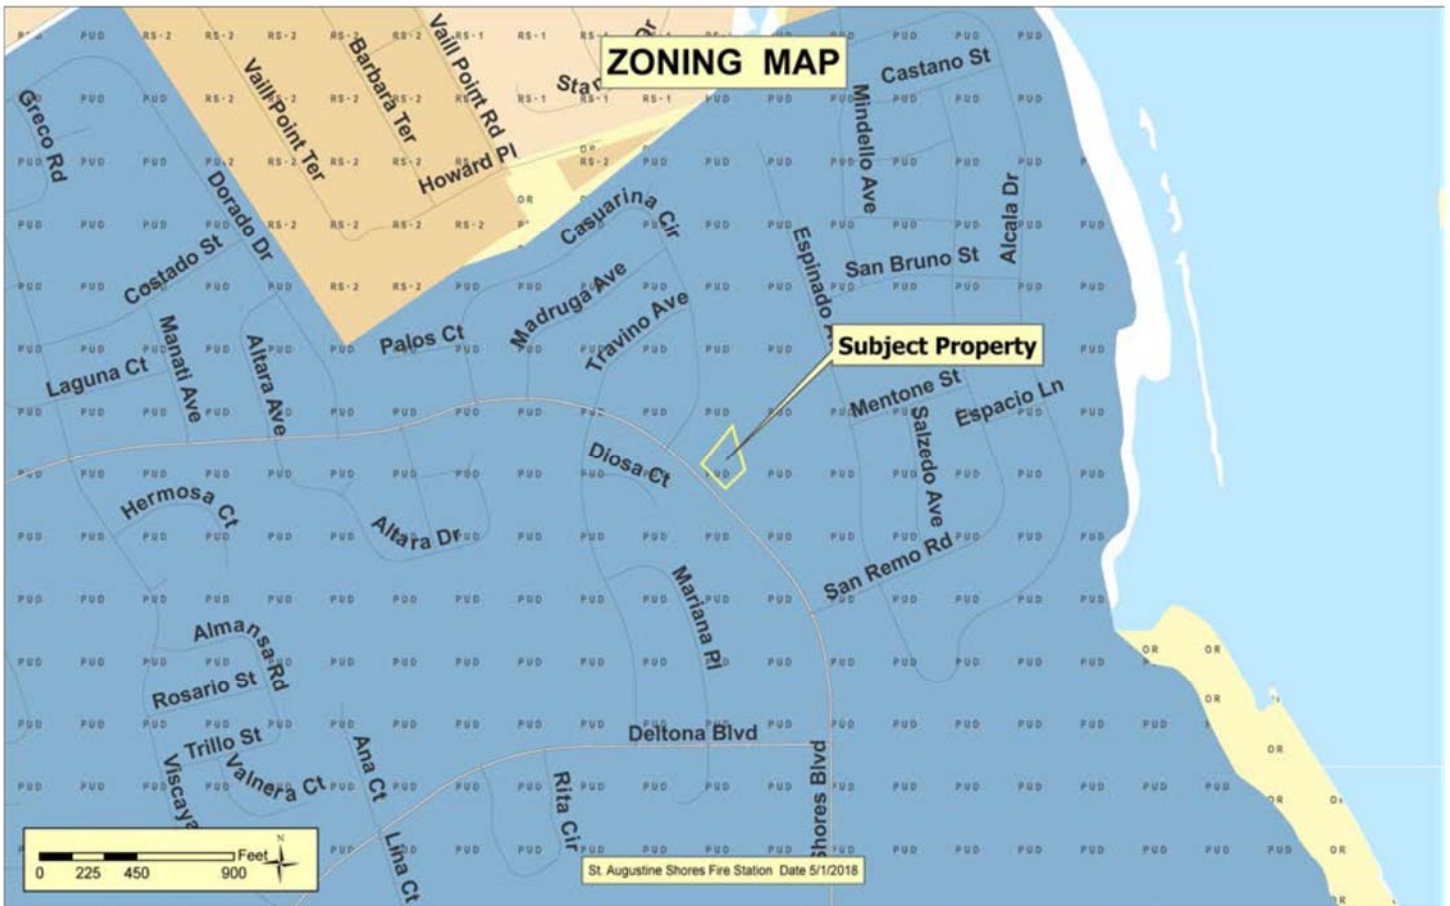 ZONING MAP
Castano St
Greco Rd
Vaill Point Ter
Barbara Ter
Vaill Point Rd
Howard Pl
Mindello Ave
Alcala Dr
Dorado Dr
Costado St
Casuarina Cir
Madruga Ave
Travino Ave
Espinado
San Bruno St
Palos Ct
Manati Ave
Altara Ave
Laguna Ct
Subject Property
Mentone St
Espacio Ln
Salzedo Ave
Diosa Ct
Hermosa Ct
Altara Dr
San Remo Rd
Mariana Pl
Almansa Rd
Rosario St
Trillo St
Valnera Ct
Viscaya
Ana Ct
Lina Ct
Rita Cir
Deltona Blvd
Shores Blvd
PUD
RS-2
RS-1
OR
N
Feet
0 225 450 900
St. Augustine Shores Fire Station Date 5/1/2018